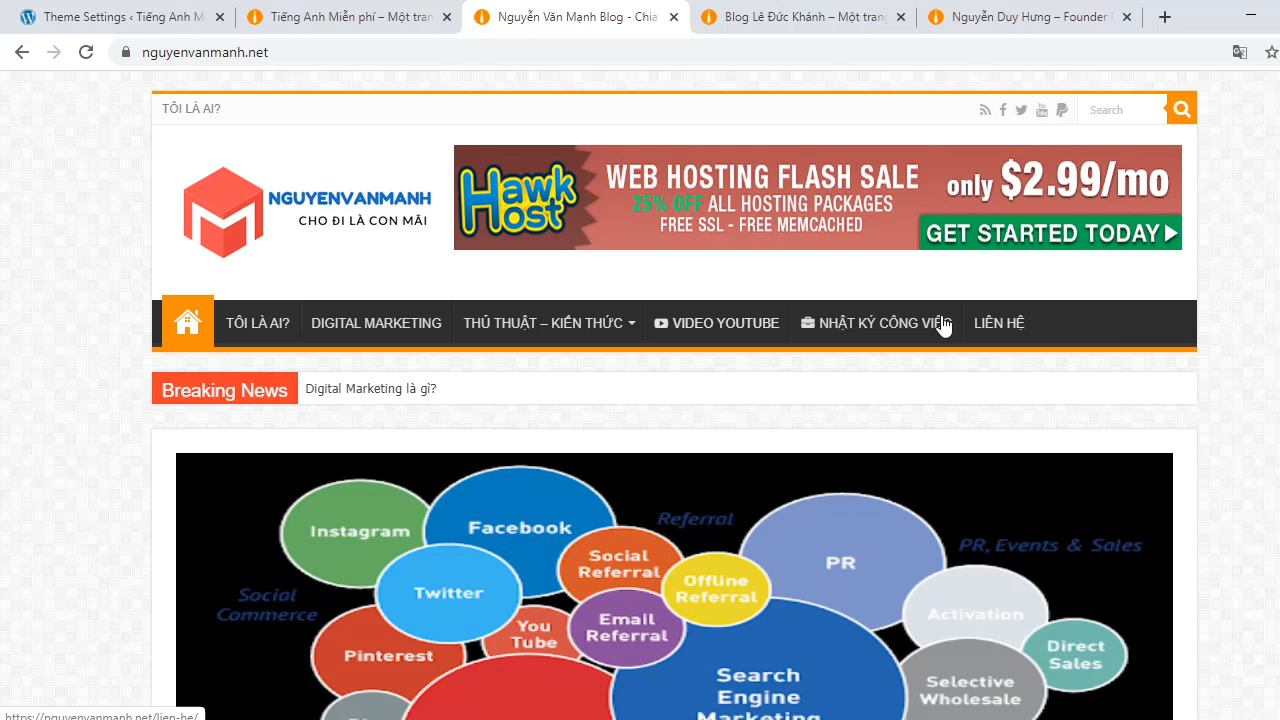 Theme Settings ‹ Tiếng Anh M
Tiếng Anh Miễn phí – Một trang
Nguyễn Văn Mạnh Blog - Chia
Blog Lê Đức Khánh – Một trang
Nguyễn Duy Hưng – Founder
nguyenvanmanh.net
TÔI LÀ AI?
Search
NGUYENVANMANH
CHO ĐI LÀ CÒN MÃI
Hawk
Host
WEB HOSTING FLASH SALE
25% OFF ALL HOSTING PACKAGES
FREE SSL - FREE MEMCACHED
only $2.99/mo
GET STARTED TODAY
TÔI LÀ AI?
DIGITAL MARKETING
THỦ THUẬT – KIẾN THỨC
VIDEO YOUTUBE
NHẬT KÝ CÔNG VIỆC
LIÊN HỆ
Breaking News
Digital Marketing là gì?
Instagram
Facebook
Referral
PR
PR, Events & Sales
Social
Referral
Offline
Referral
Twitter
Social
Commerce
Email
Referral
Activation
You
Tube
Pinterest
Direct
Sales
Search
Engine
Marketing
Selective
Wholesale
https://nguyenvanmanh.net/lien-he/